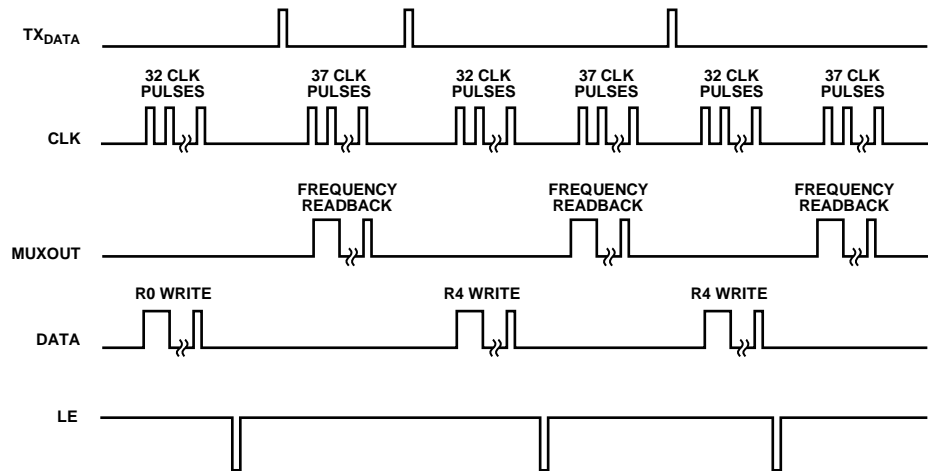 TXDATA
32 CLK
PULSES
37 CLK
PULSES
32 CLK
PULSES
37 CLK
PULSES
32 CLK
PULSES
37 CLK
PULSES
CLK
FREQUENCY
READBACK
FREQUENCY
READBACK
FREQUENCY
READBACK
MUXOUT
R0 WRITE
R4 WRITE
R4 WRITE
DATA
LE